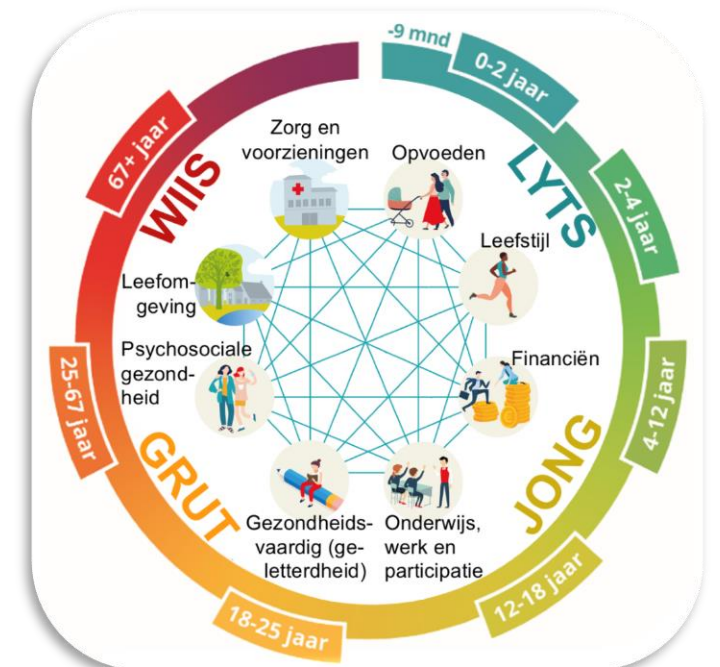 -9 mnd
0-2 jaar
2-4 jaar
4-12 jaar
12-18 jaar
18-25 jaar
25-67 jaar
67+ jaar
LYTS
JONG
GRUT
WIIS
Zorg en
voorzieningen
Opvoeden
Leefstijl
Financiën
Onderwijs,
werk en
participatie
Gezondheids-
vaardig (ge-
letterdheid)
Psychosociale
gezond-
heid
Leefom-
geving